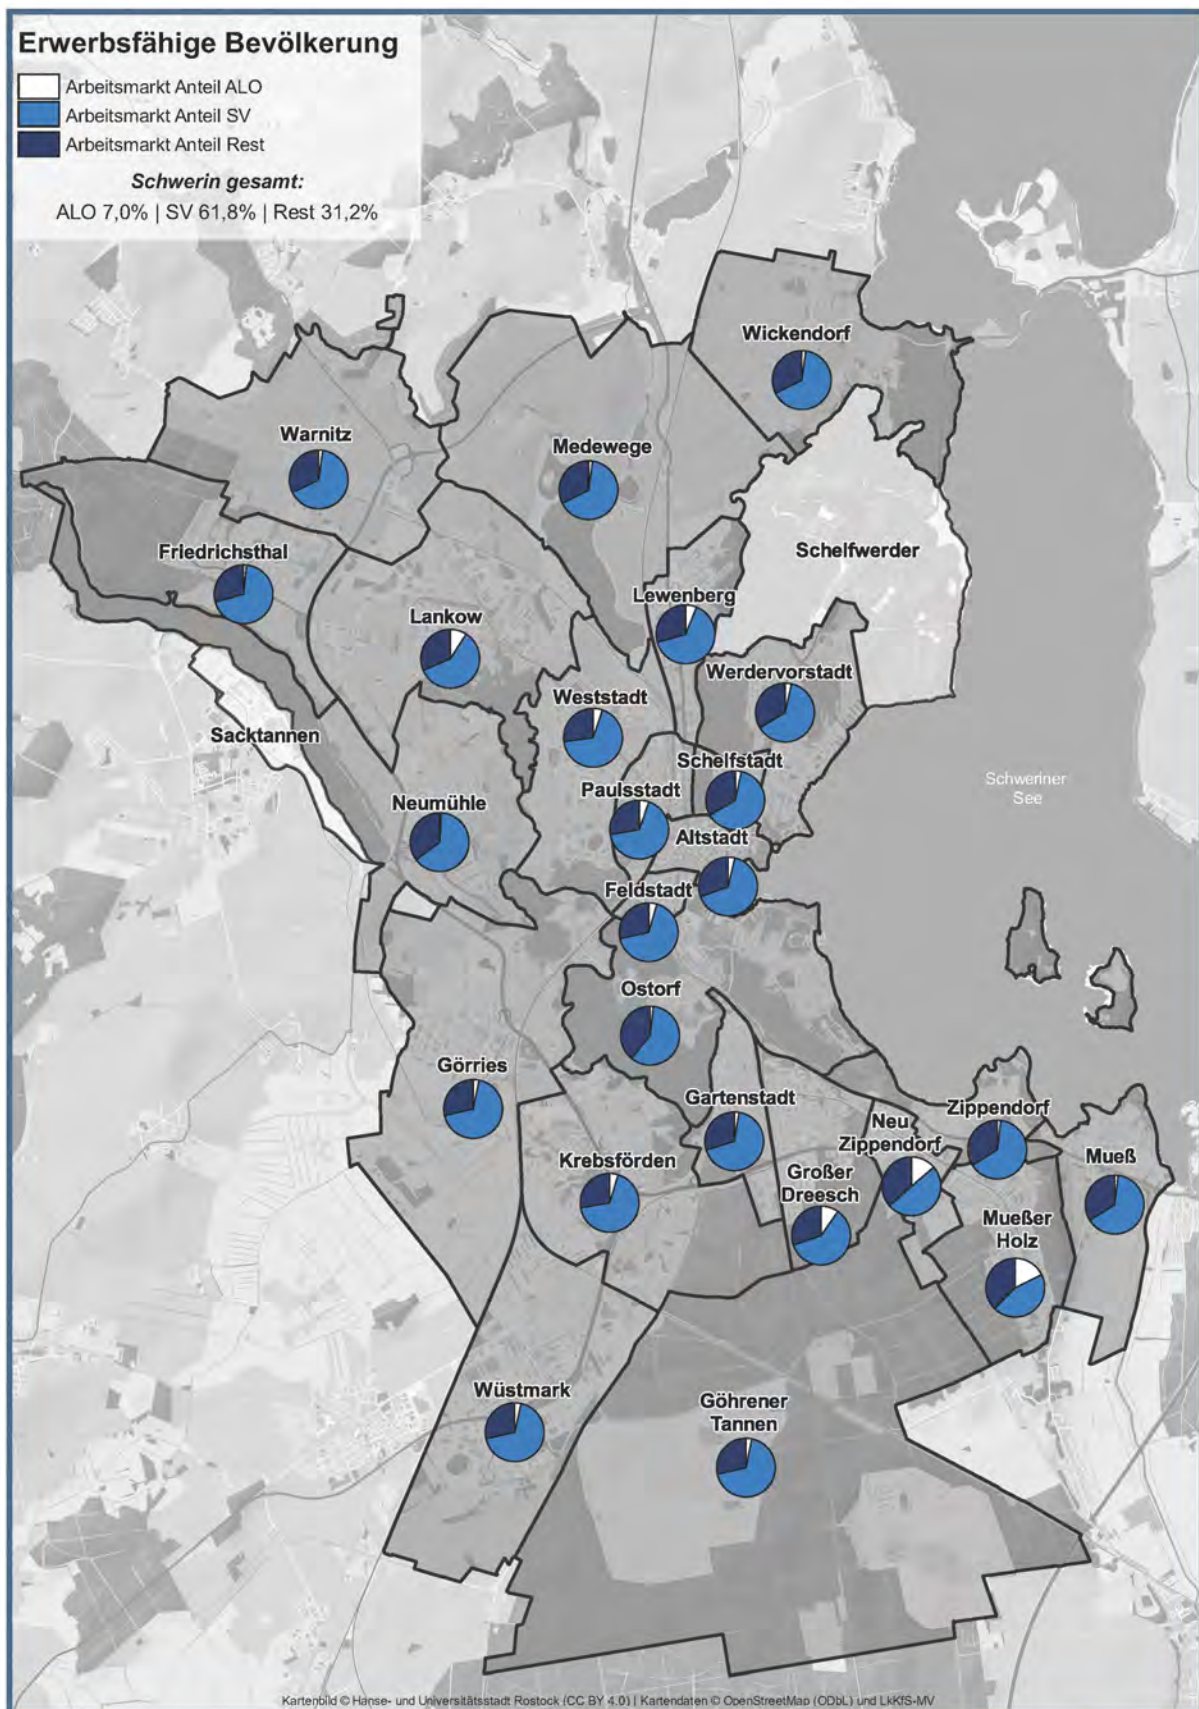 Erwerbsfähige Bevölkerung
Arbeitsmarkt Anteil ALO
Arbeitsmarkt Anteil SV
Arbeitsmarkt Anteil Rest
Schwerin gesamt:
ALO 7,0% | SV 61,8% | Rest 31,2%
Wickendorf
Warnitz
Medewege
Friedrichsthal
Schelfwerder
Lewenberg
Lankow
Werdervorstadt
Weststadt
Sacktannen
Schelfstadt
Schweriner
See
Paulsstadt
Neumühle
Altstadt
Feldstadt
Ostorf
Görries
Gartenstadt
Zippendorf
Neu
Zippendorf
Mueß
Krebsförden
Großer
Dreesch
Mueßer
Holz
Wüstmark
Göhrener
Tannen
Kartenbild © Hanse- und Universitätsstadt Rostock (CC BY 4.0) | Kartendaten © OpenStreetMap (ODbL) und LkKfS-MV